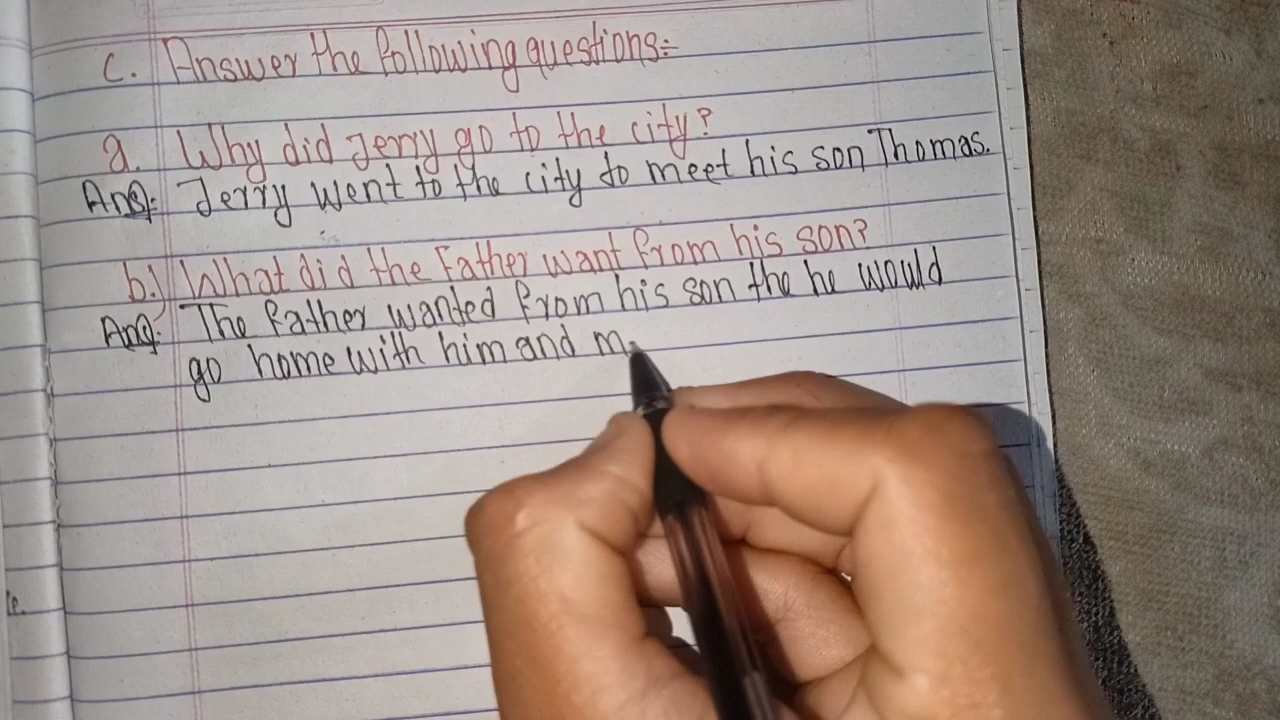 C. Answer the following questions:-
a. Why did Jerry go to the city?
Ans:- Jerry went to the city to meet his son Thomas.
b.) What did the Father want from his son?
Ans:- The father wanted from his son the he would
go home with him and m